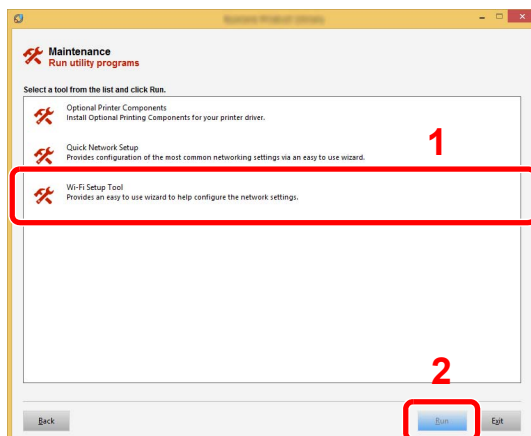 Maintenance
Run utility programs
Select a tool from the list and click Run.
Optional Printer Components
Install Optional Printing Components for your printer driver.
1
Quick Network Setup
Provides configuration of the most common networking settings via an easy to use wizard.
Wi-Fi Setup Tool
Provides an easy to use wizard to help configure the network settings.
2
Back Run Exit